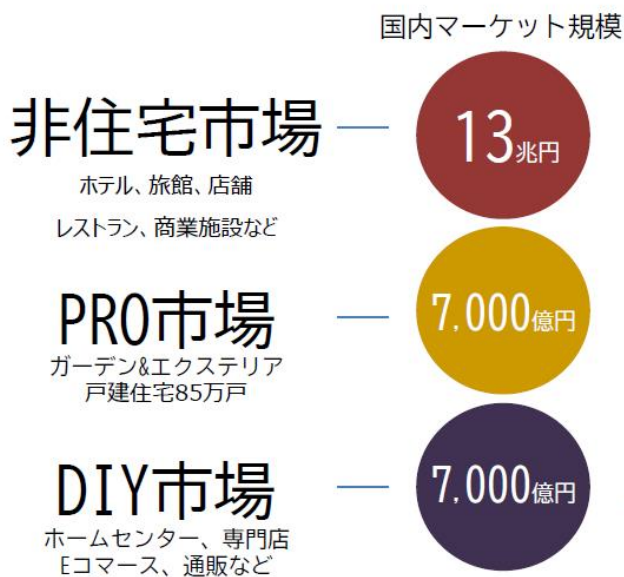 国内マーケット規模
非住宅市場
13兆円
ホテル、旅館、店舗
レストラン、商業施設など
PRO市場
7,000億円
ガーデン&エクステリア
戸建住宅85万戸
DIY市場
7,000億円
ホームセンター、専門店
Eコマース、通販など